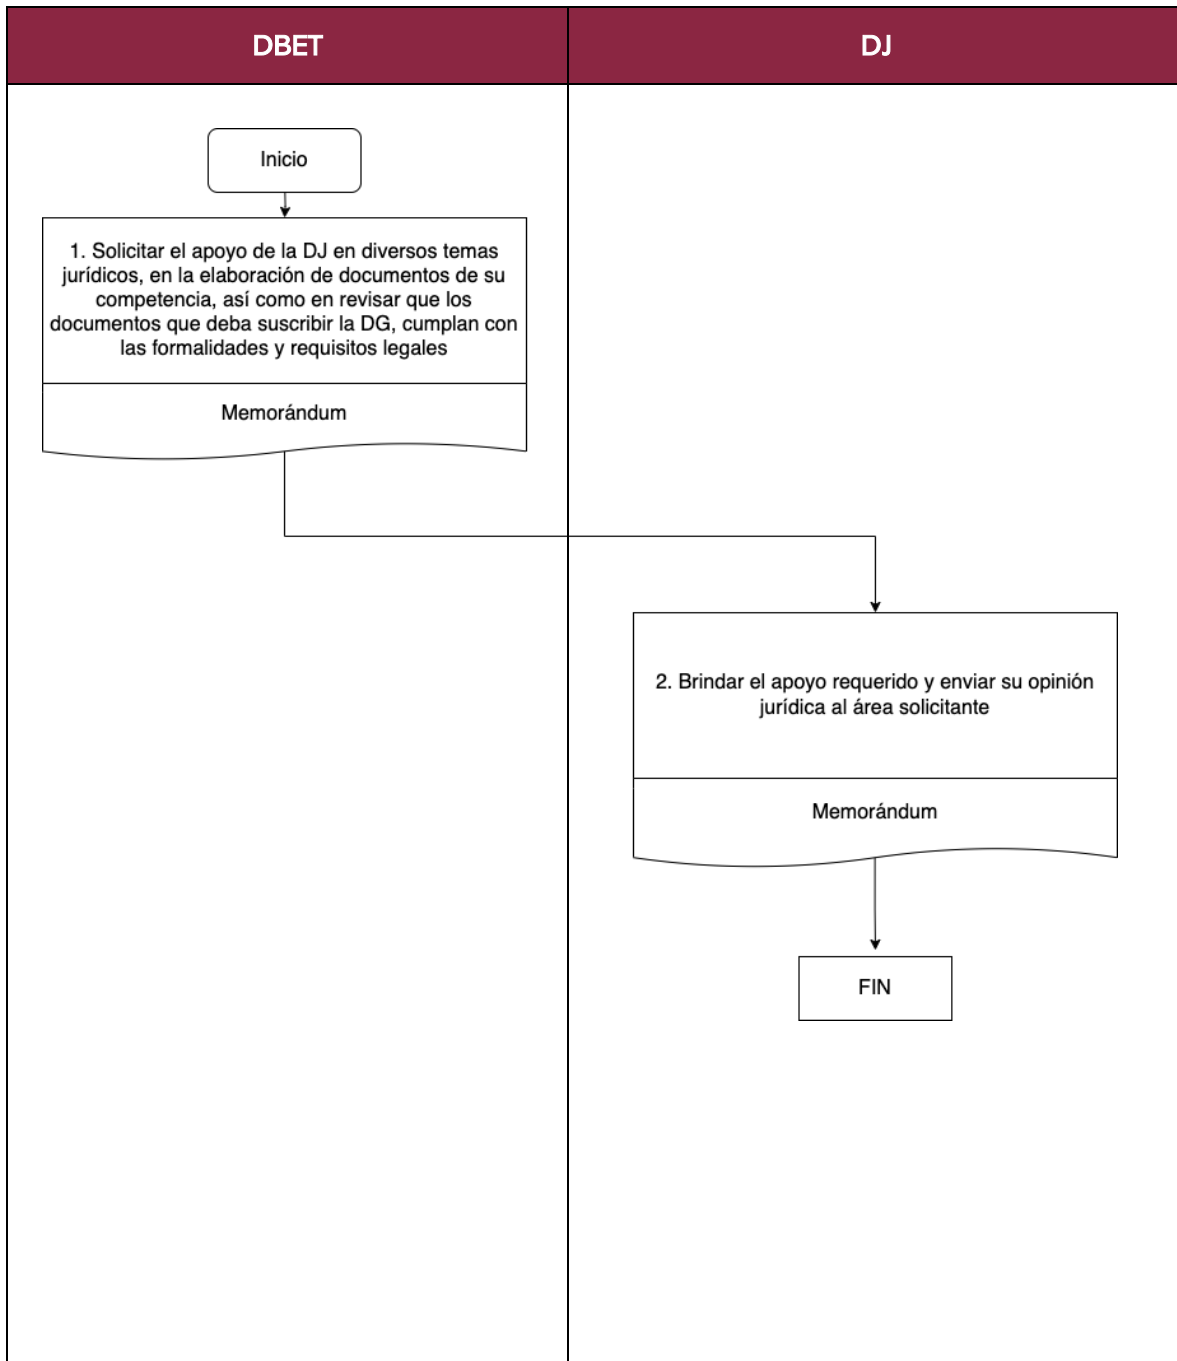 DBET
DJ
Inicio
1. Solicitar el apoyo de la DJ en diversos temas
jurídicos, en la elaboración de documentos de su
competencia, así como en revisar que los
documentos que deba suscribir la DG, cumplan con
las formalidades y requisitos legales
Memorándum
2. Brindar el apoyo requerido y enviar su opinión
jurídica al área solicitante
Memorándum
FIN